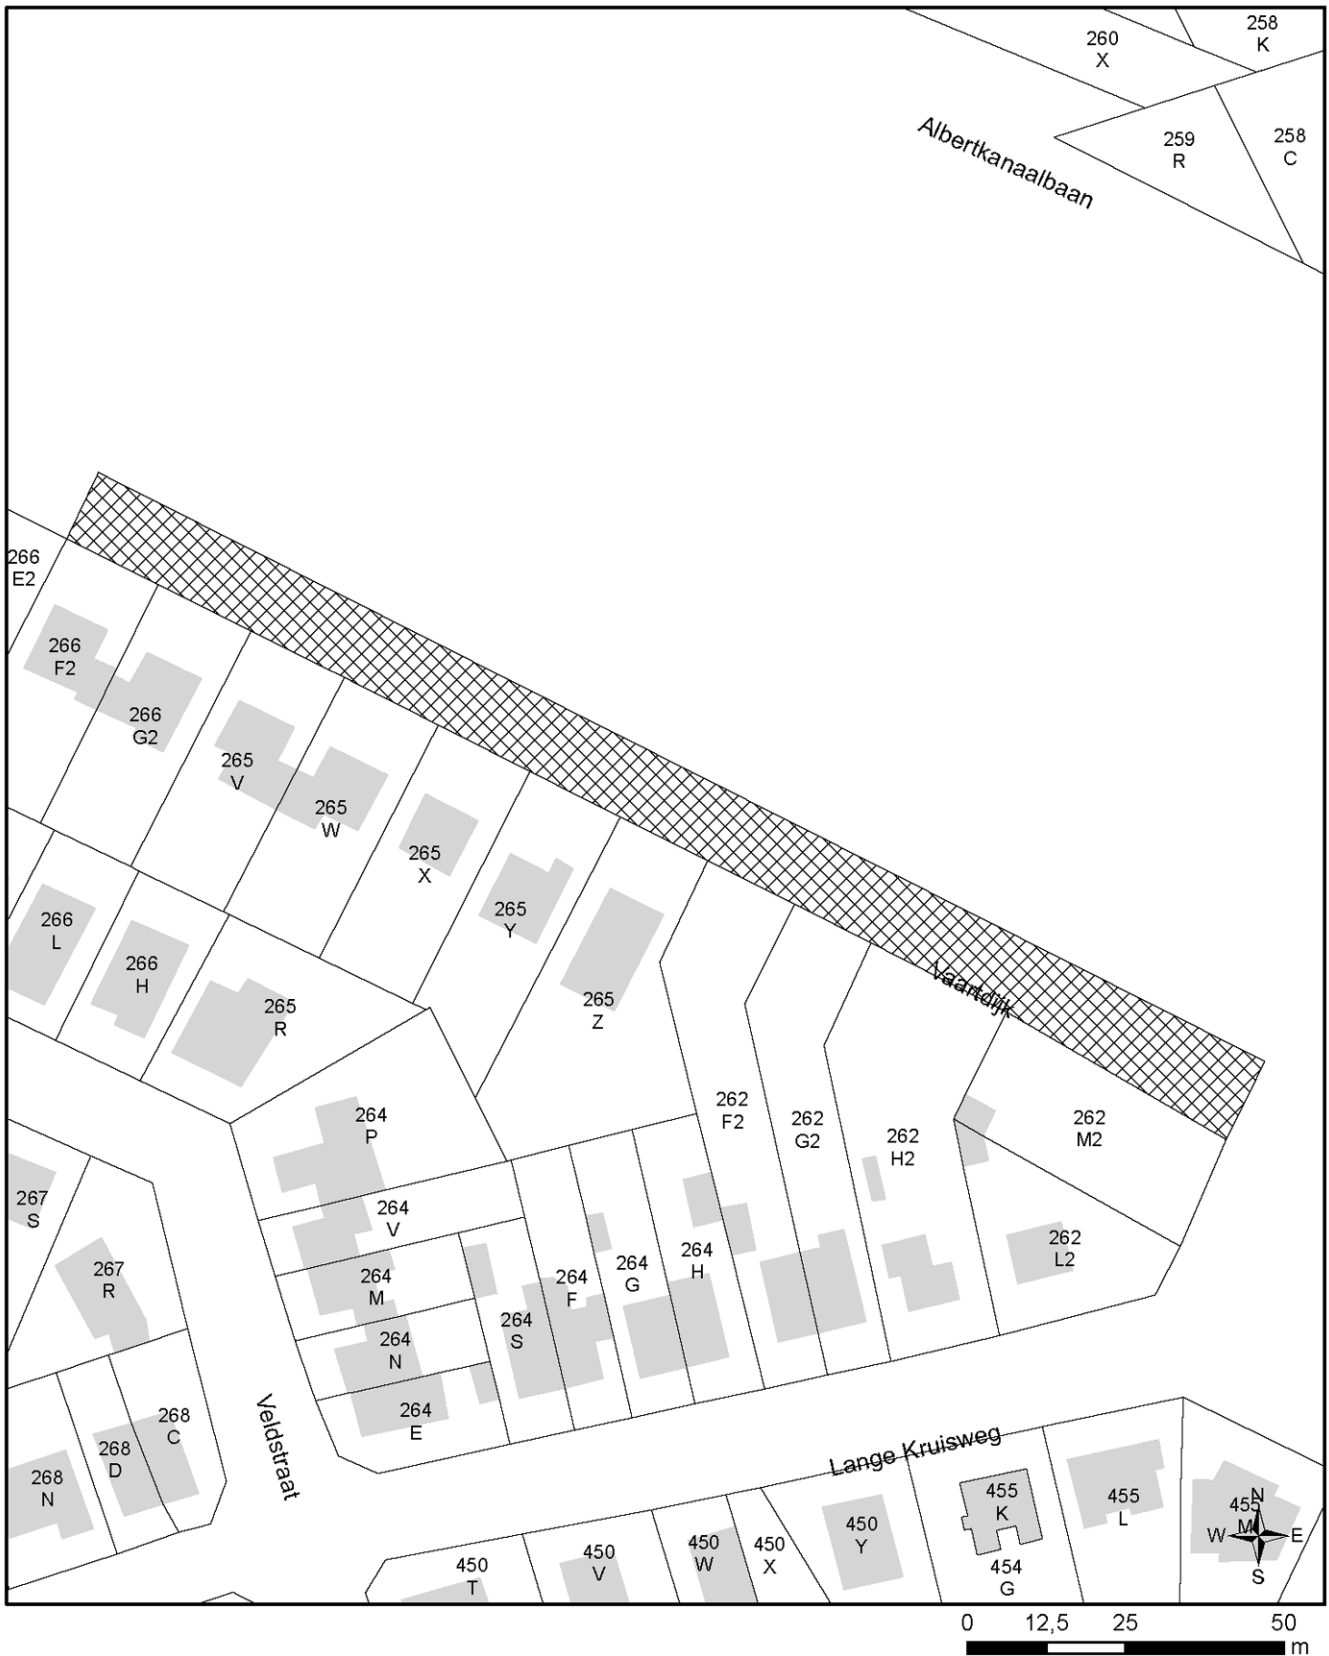 258
K
260
X
259
R
258
C
Albertkanaalbaan
266
E2
266
F2
266
G2
265
V
265
W
265
X
265
Y
265
Z
266
L
266
H
265
R
Vaartdijk
264
P
262
F2
262
G2
262
H2
262
M2
267
S
264
V
262
L2
267
R
264
M
264
F
264
G
264
H
264
S
264
N
264
E
268
C
268
D
268
N
Veldstraat
Lange Kruisweg
455
K
455
L
455
M
N
W
E
S
450
T
450
V
450
W
450
X
450
Y
454
G
0 12,5 25 50
m